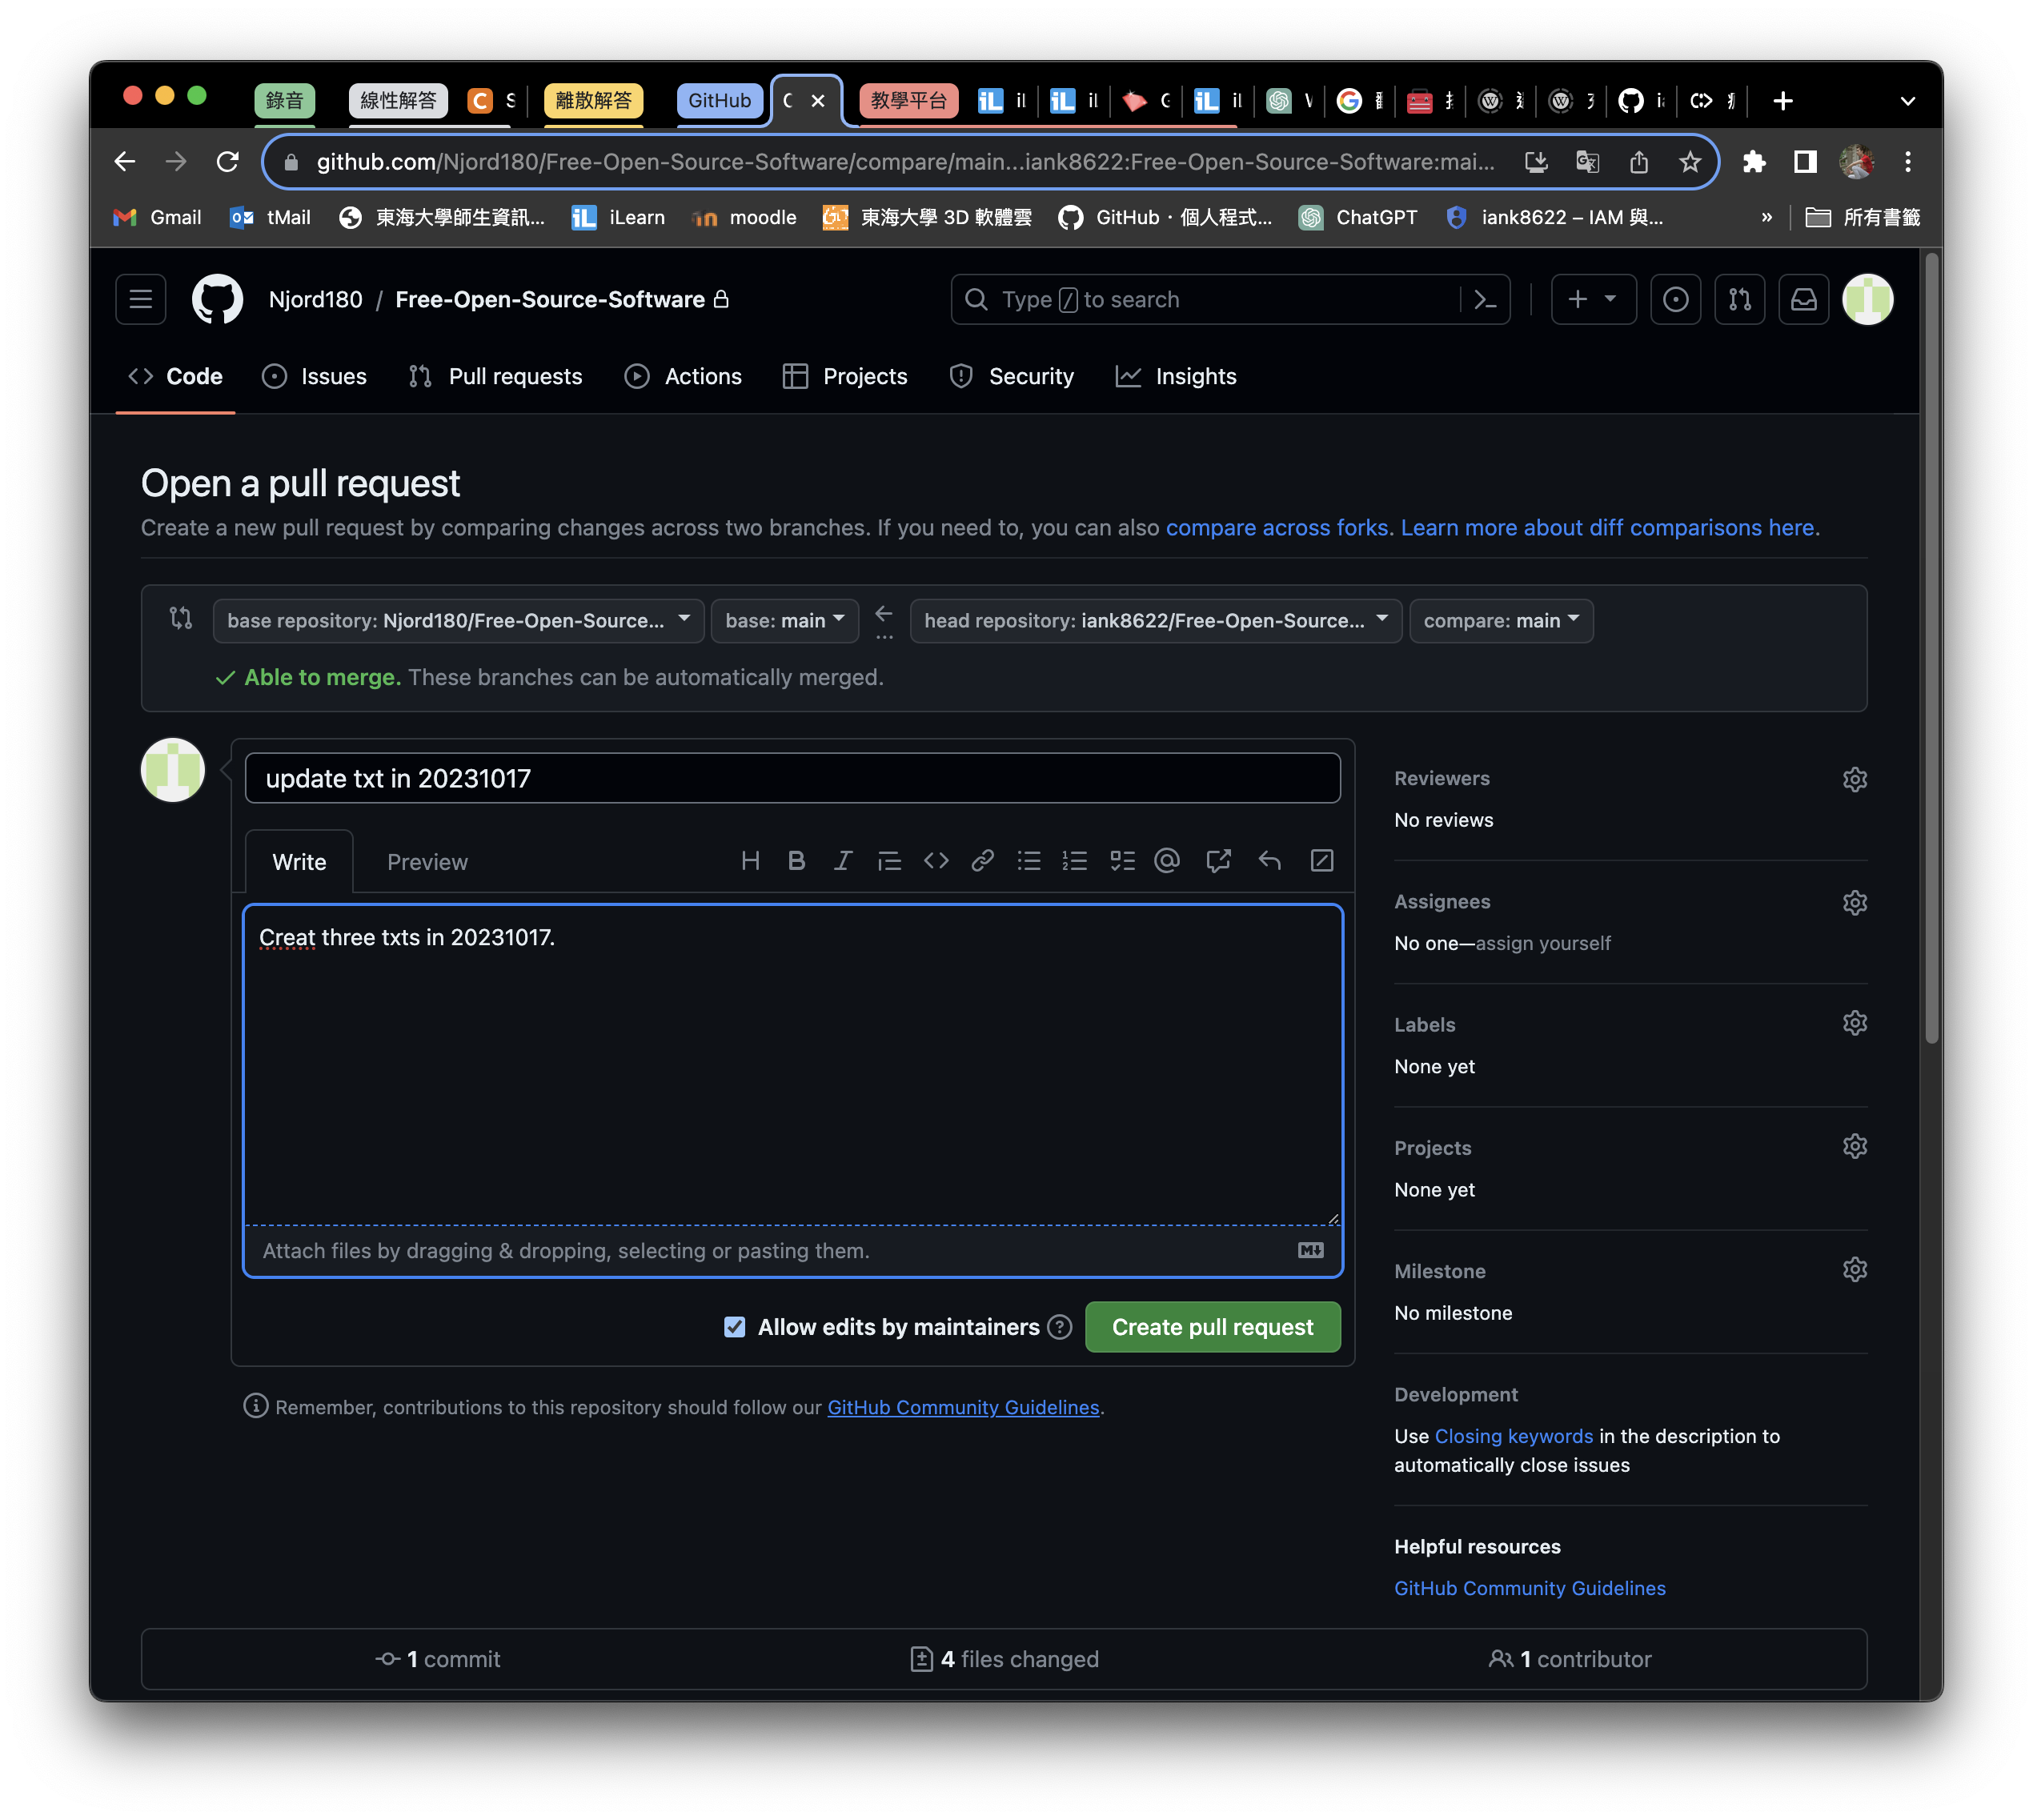 錄音 線性解答 C S 離散解答 GitHub C 教學平台 iL il iL il G iL il V G
github.com/Njord180/Free-Open-Source-Software/compare/main...iank8622:Free-Open-Source-Software:mai...
Gmail tMail 東海大學師生資訊... iL iLearn moodle 東海大學 3D 軟體雲 GitHub · 個人程式... ChatGPT iank8622 – IAM 與... » 所有書籤
Njord180 / Free-Open-Source-Software Type / to search
Code Issues Pull requests Actions Projects Security Insights
Open a pull request
Create a new pull request by comparing changes across two branches. If you need to, you can also compare across forks. Learn more about diff comparisons here.
base repository: Njord180/Free-Open-Source... base: main ... head repository: iank8622/Free-Open-Source... compare: main
Able to merge. These branches can be automatically merged.
update txt in 20231017
Write Preview
Creat three txts in 20231017.
Attach files by dragging & dropping, selecting or pasting them.
Allow edits by maintainers Create pull request
Remember, contributions to this repository should follow our GitHub Community Guidelines.
Reviewers
No reviews
Assignees
No one—assign yourself
Labels
None yet
Projects
None yet
Milestone
No milestone
Development
Use Closing keywords in the description to
automatically close issues
Helpful resources
GitHub Community Guidelines
1 commit 4 files changed 1 contributor